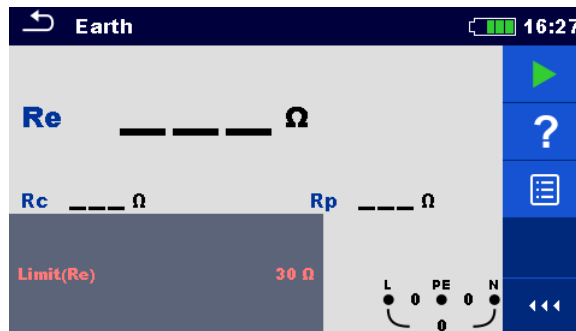 Earth 16:27
Re ___ Ω
Rc ___ Ω Rp ___ Ω
?
Limit(Re) 30 Ω
L PE N
0 0
0